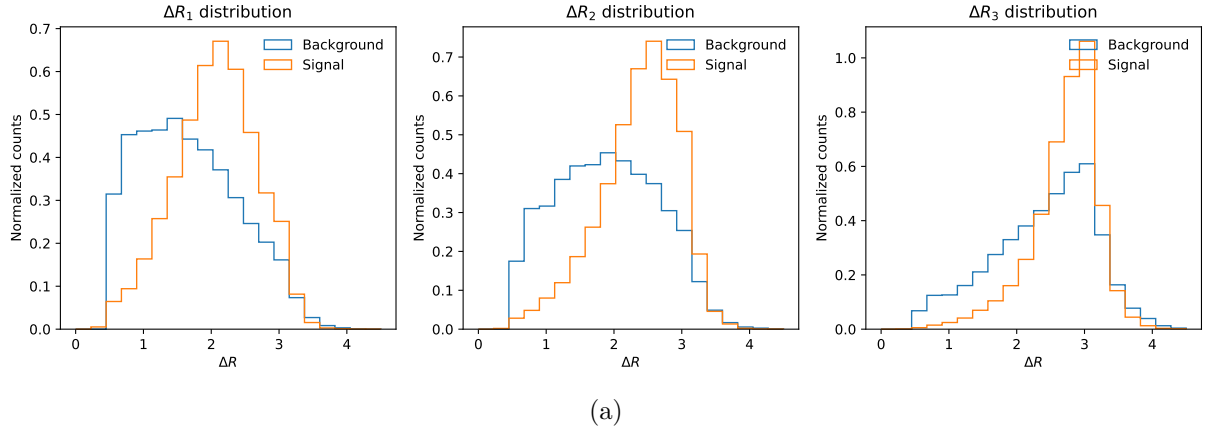 ΔR₁ distribution
0.7
0.6
0.5
0.4
0.3
0.2
0.1
0.0
Normalized counts
Background
Signal
0 1 2 3 4
ΔR
ΔR₂ distribution
0.7
0.6
0.5
0.4
0.3
0.2
0.1
0.0
Normalized counts
Background
Signal
0 1 2 3 4
ΔR
ΔR₃ distribution
1.0
0.8
0.6
0.4
0.2
0.0
Normalized counts
Background
Signal
0 1 2 3 4
ΔR
(a)